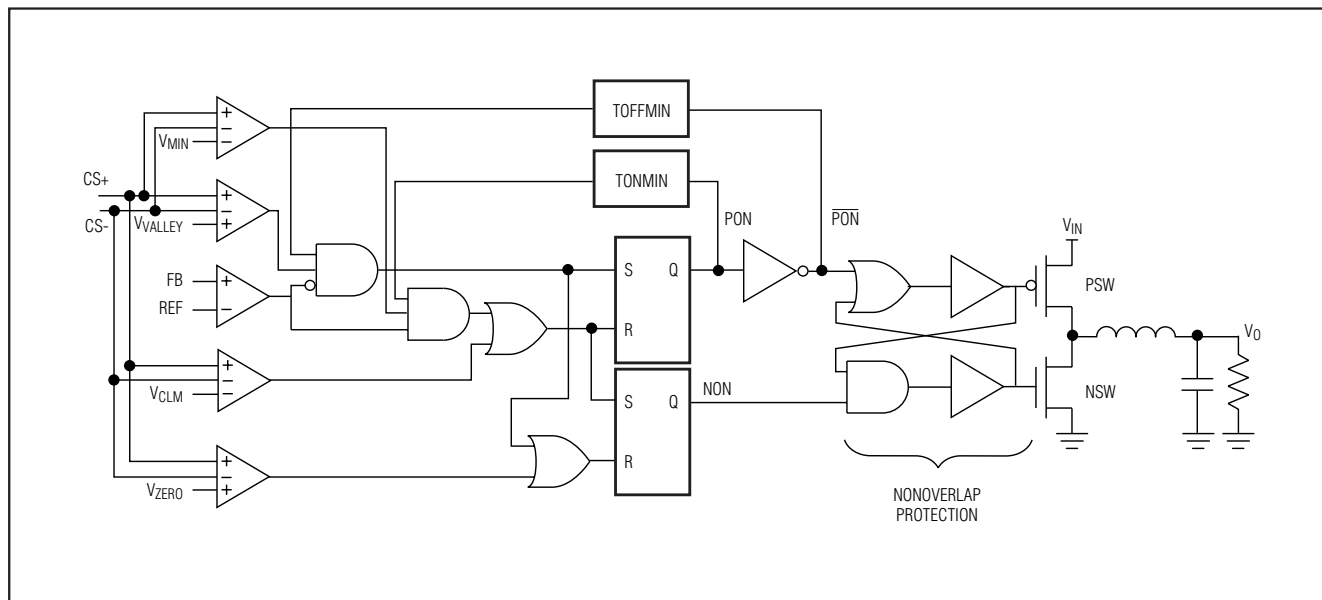 TOFFMIN
TONMIN
CS+
CS-
+
−
VMIN −
+
−
VVALLEY +
FB +
REF −
+
−
VCLM −
+
−
VZERO +
S Q
R
S Q
R
PON
PON
NON
VIN
PSW
NSW
VO
NONOVERLAP
PROTECTION